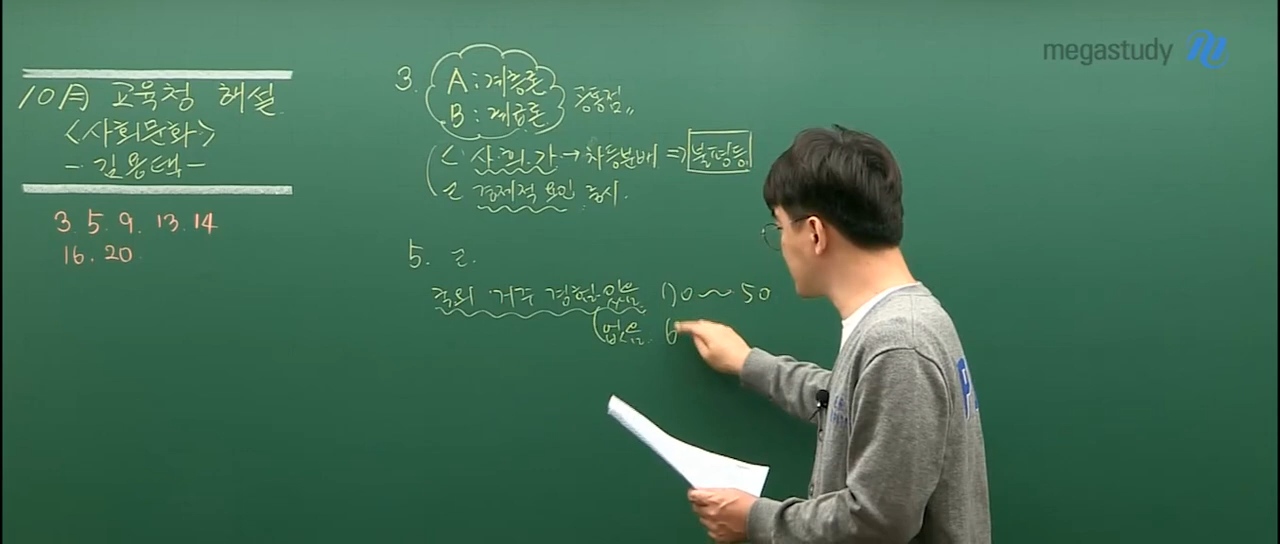 megastudy
10月 교육청 해설
<사회문화>
- 김용택 -
3. 5. 9. 13. 14
16. 20.
3. A : 계층론
B : 계급론
공통점〃
ㄷ. 사회 가 → 차등분배 => 불평등
ㄹ. 경제적 요인 중시.
5. ㄹ.
국외 거주 경험 있음 70 ~ 50
없음. 6
P